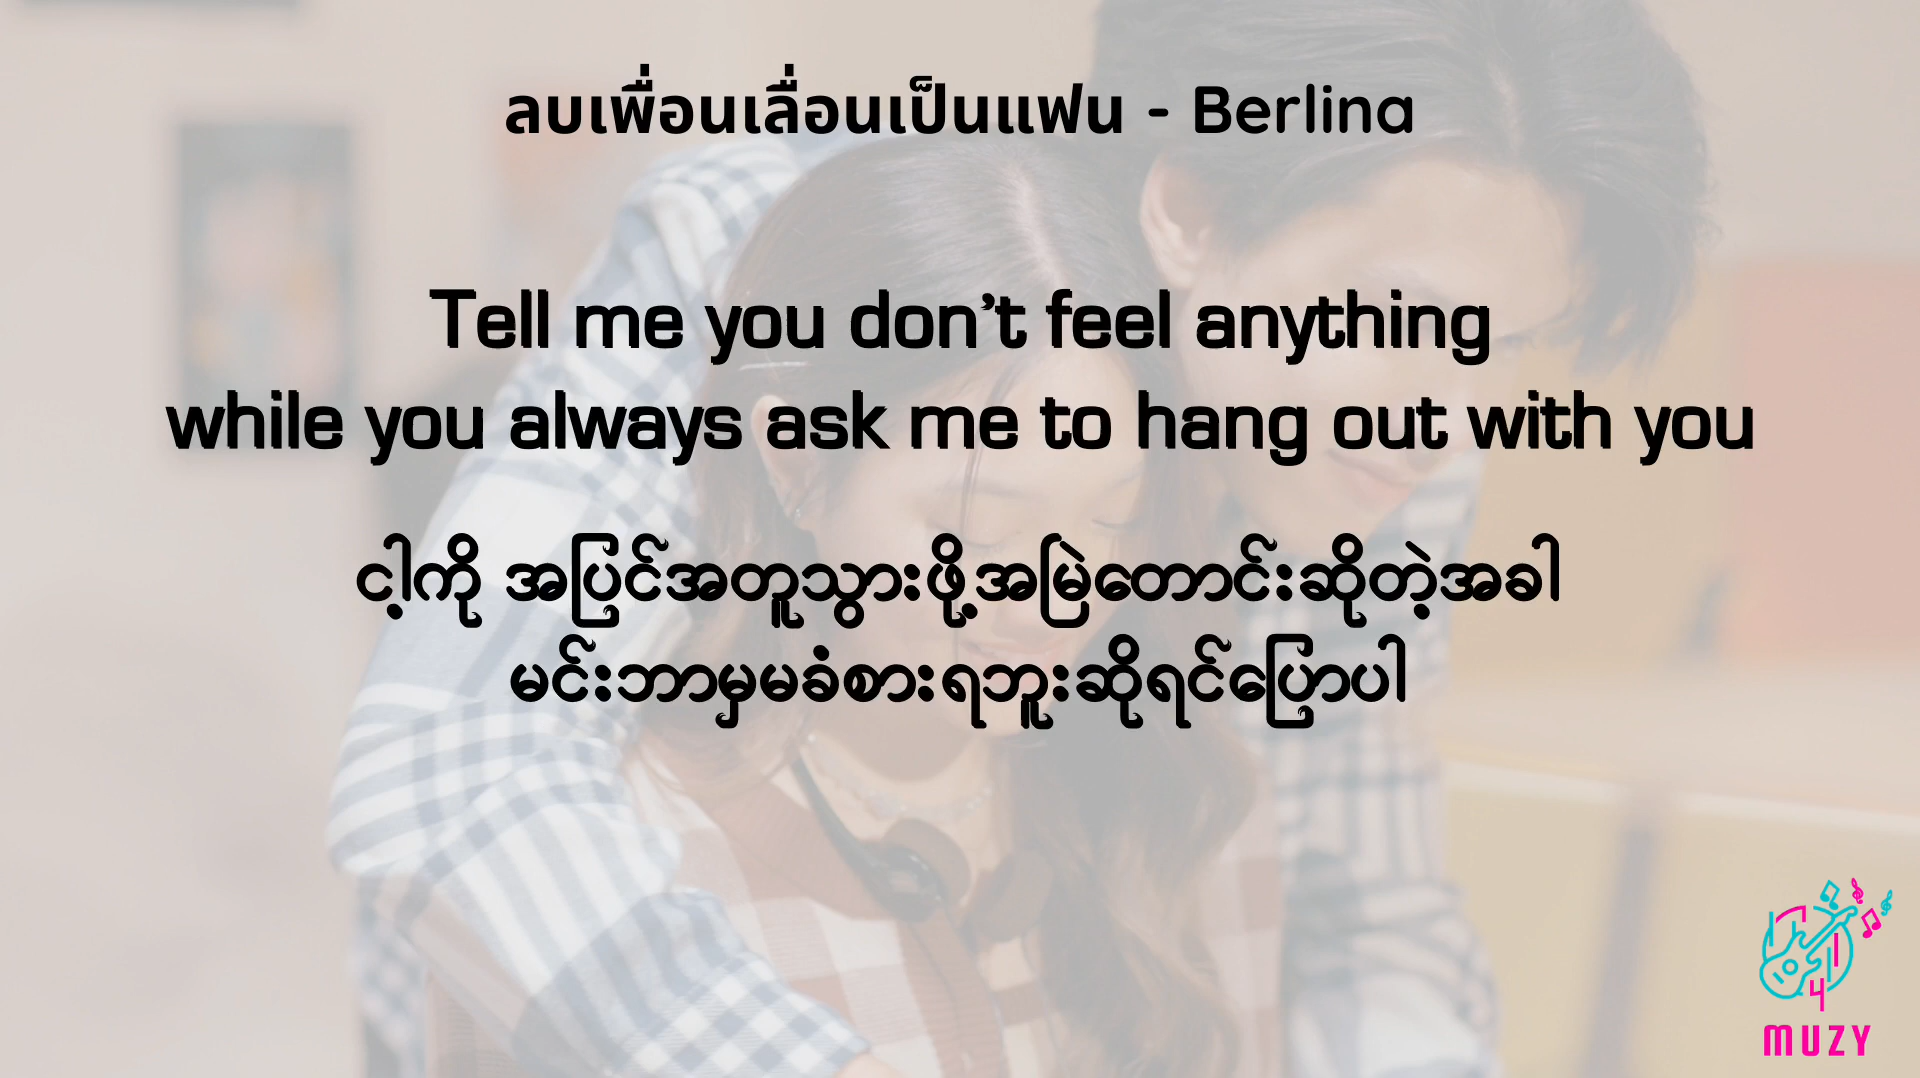 ลบเพื่อนเลื่อนเป็นแฟน - Berlina
Tell me you don't feel anything
while you always ask me to hang out with you
ငါ့ကို အပြင်အတူသွားဖို့အမြဲတောင်းဆိုတဲ့အခါ
မင်းဘာမှမခံစားရဘူးဆိုရင်ပြောပါ
4
MUZY